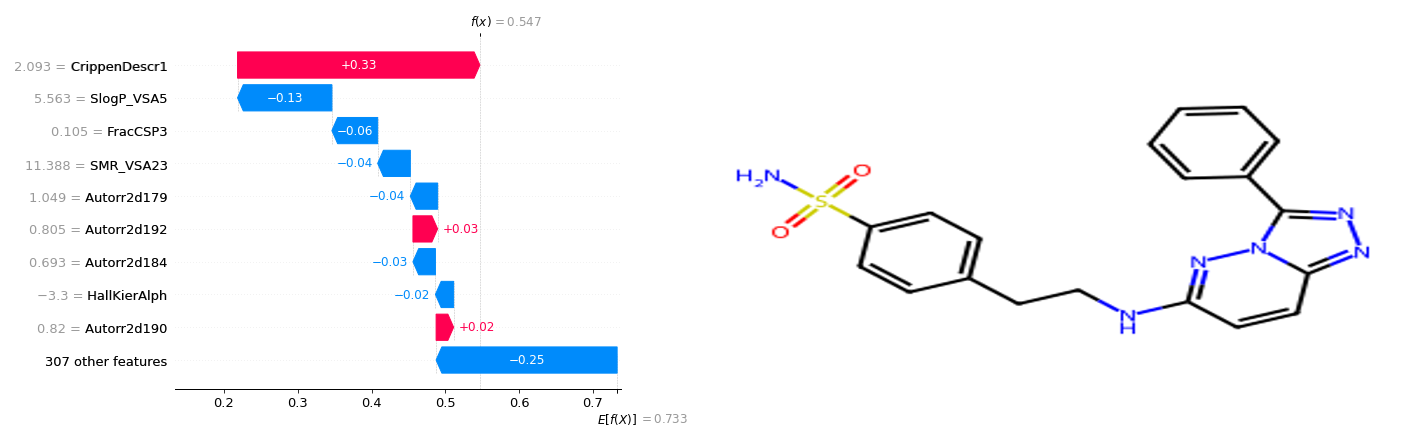 f(x) = 0.547
2.093 = CrippenDescr1
+0.33
5.563 = SlogP_VSA5
−0.13
0.105 = FracCSP3
−0.06
11.388 = SMR_VSA23
−0.04
1.049 = Autorr2d179
−0.04
0.805 = Autorr2d192
+0.03
0.693 = Autorr2d184
−0.03
−3.3 = HallKierAlph
−0.02
0.82 = Autorr2d190
+0.02
307 other features
−0.25
0.2 0.3 0.4 0.5 0.6 0.7
E[f(X)] = 0.733
H2N
S
O
O
N
H
N
N
N
N